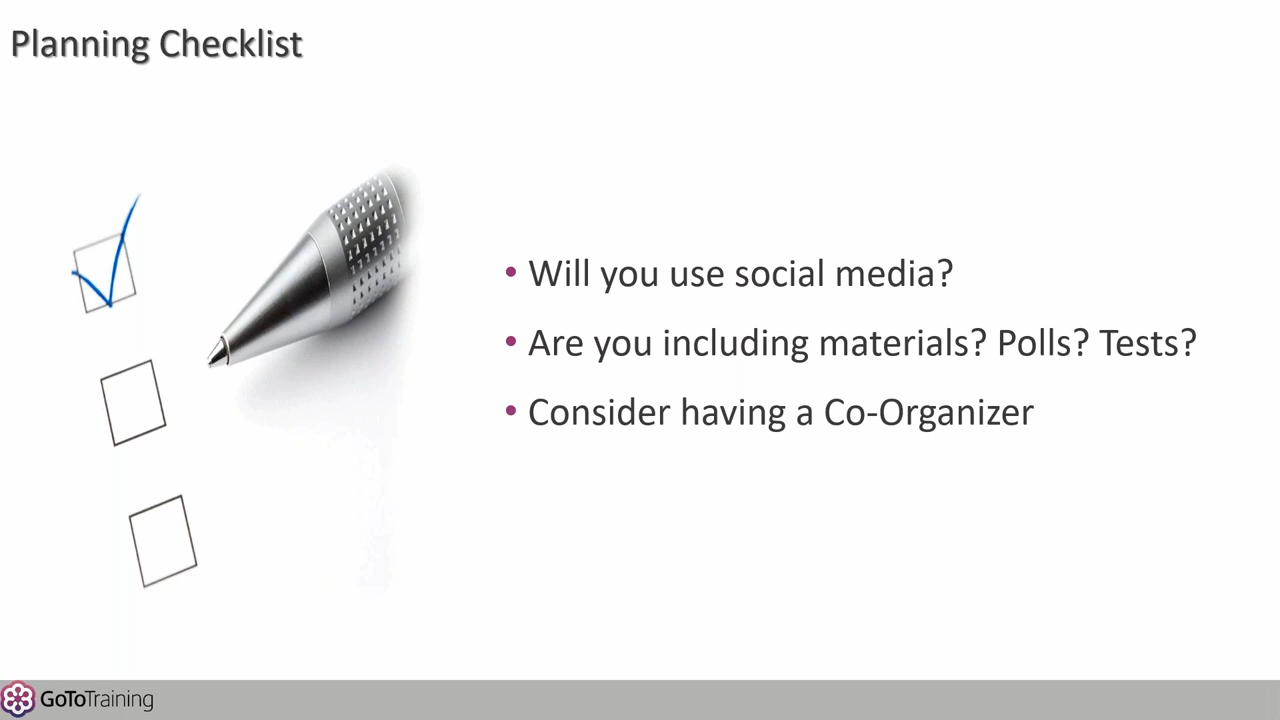 Planning Checklist
• Will you use social media?
• Are you including materials? Polls? Tests?
• Consider having a Co-Organizer
GoToTraining